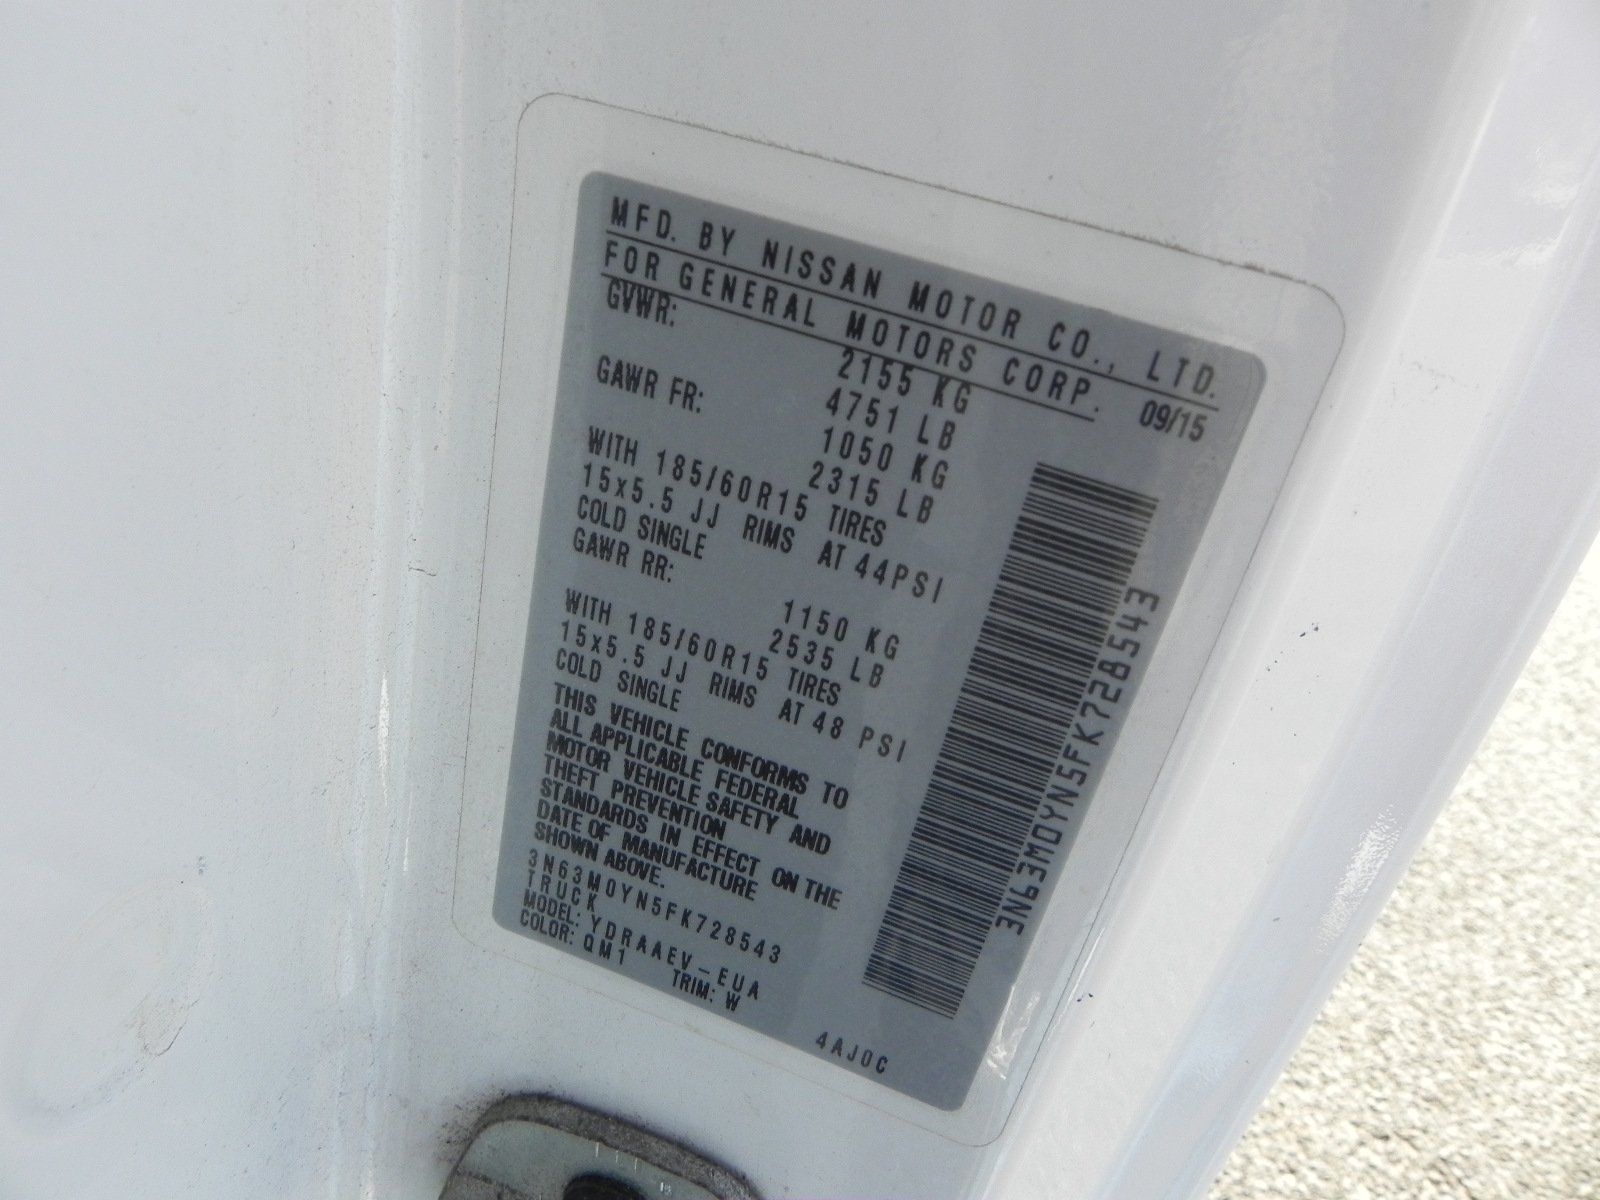 MFD. BY NISSAN MOTOR CO., LTD.
FOR GENERAL MOTORS CORP. 09/15
GVWR: 2155 KG
4751 LB
GAWR FR: 1050 KG
2315 LB
WITH 185/60R15 TIRES
15x5.5 JJ RIMS AT 44PSI
COLD SINGLE
GAWR RR: 1150 KG
2535 LB
WITH 185/60R15 TIRES
15x5.5 JJ RIMS AT 48 PSI
COLD SINGLE
THIS VEHICLE CONFORMS TO
ALL APPLICABLE FEDERAL
MOTOR VEHICLE SAFETY AND
THEFT PREVENTION
STANDARDS IN EFFECT ON THE
DATE OF MANUFACTURE
SHOWN ABOVE.
3N63M0YN5FK728543
TRUCK
MODEL: YDRAAEV-EUA
COLOR: QM1 TRIM: W
4AJ0C
3N63M0YN5FK728543